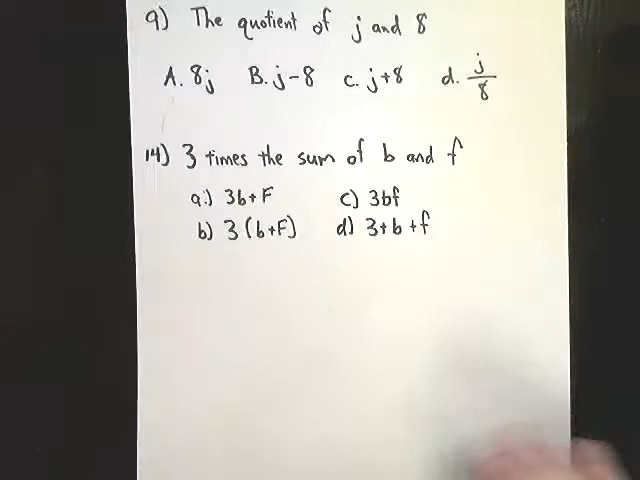 9) The quotient of j and 8
A. 8j B. j-8 C. j+8 d. j/8
14) 3 times the sum of b and f
a.) 3b+F c) 3bf
b) 3(b+F) d) 3+b+f